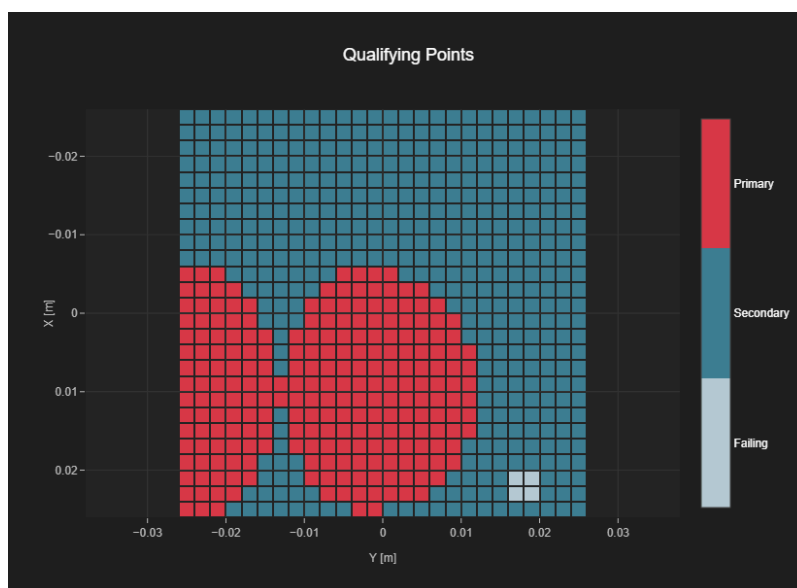 Qualifying Points
−0.02
−0.01
0
0.01
0.02
X [m]
−0.03
−0.02
−0.01
0
0.01
0.02
0.03
Y [m]
Primary
Secondary
Failing